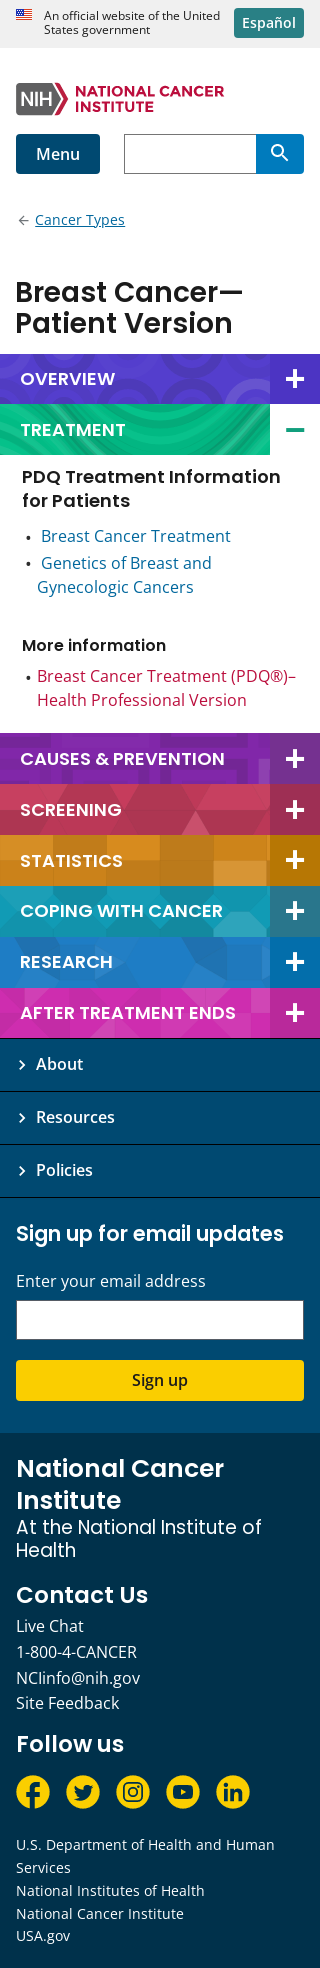 An official website of the United
States government
Español
NIH
NATIONAL CANCER
INSTITUTE
Menu
Cancer Types
Breast Cancer—
Patient Version
OVERVIEW
TREATMENT
PDQ Treatment Information
for Patients
• Breast Cancer Treatment
• Genetics of Breast and
Gynecologic Cancers
More information
• Breast Cancer Treatment (PDQ®)–
Health Professional Version
CAUSES & PREVENTION
SCREENING
STATISTICS
COPING WITH CANCER
RESEARCH
AFTER TREATMENT ENDS
About
Resources
Policies
Sign up for email updates
Enter your email address
Sign up
National Cancer
Institute
At the National Institute of
Health
Contact Us
Live Chat
1-800-4-CANCER
NCIinfo@nih.gov
Site Feedback
Follow us
U.S. Department of Health and Human
Services
National Institutes of Health
National Cancer Institute
USA.gov